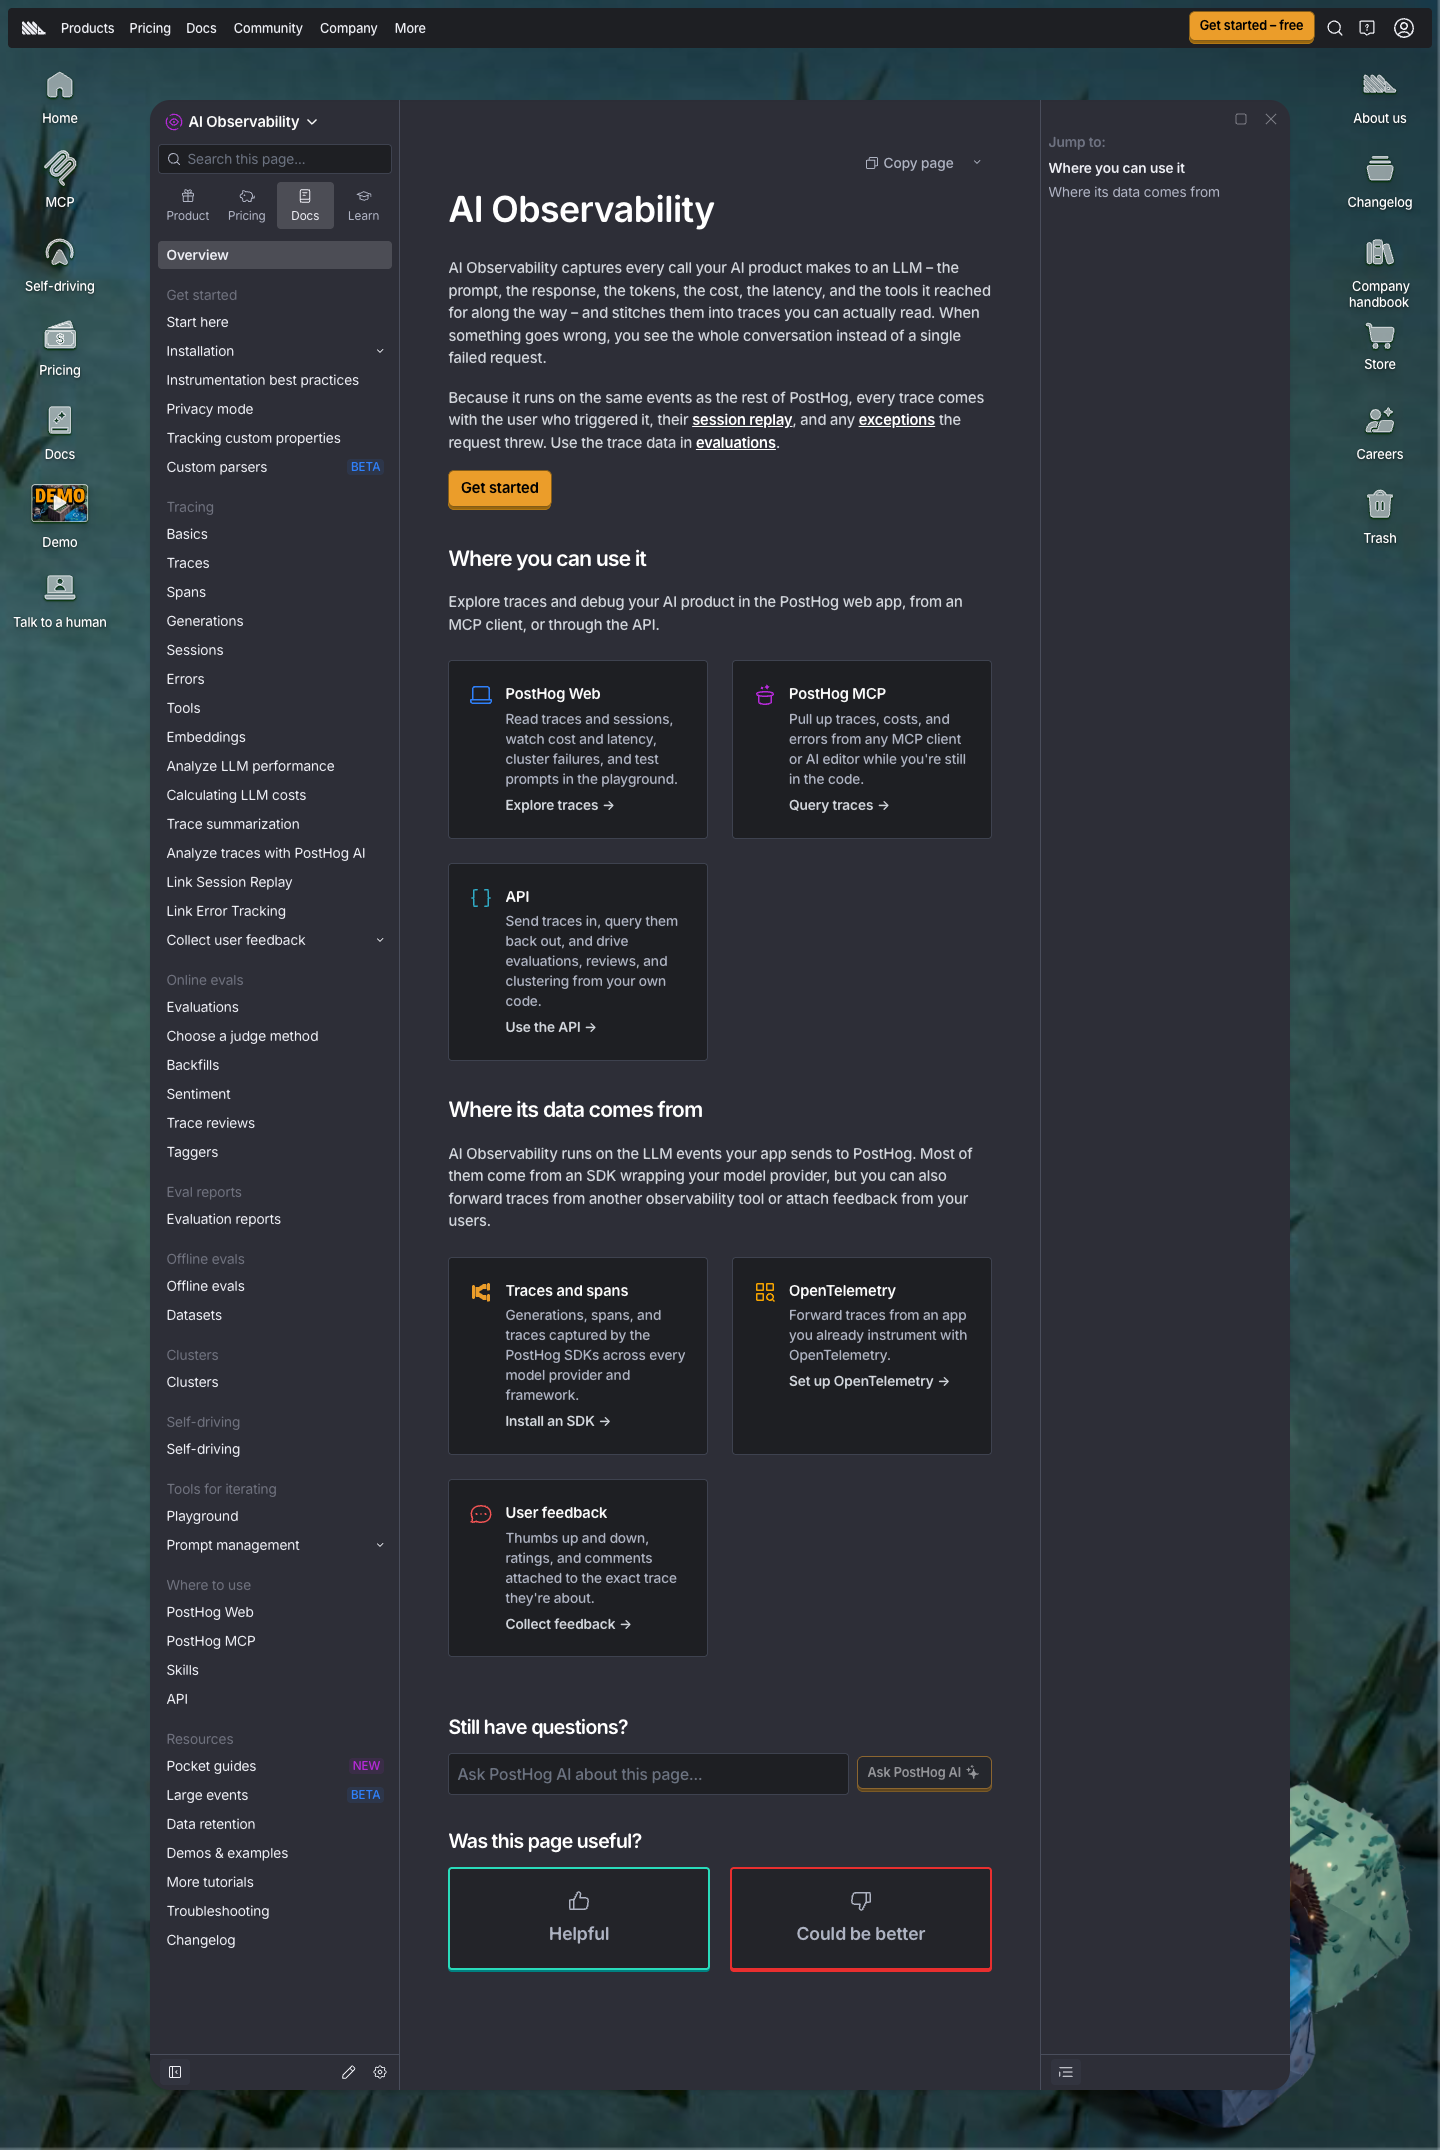 Products Pricing Docs Community Company More
Get started – free
Home
MCP
Self-driving
Pricing
Docs
DEMO
Demo
Talk to a human
About us
Changelog
Company
handbook
Store
Careers
Trash
AI Observability
Search this page...
Product Pricing Docs Learn
Overview
Get started
Start here
Installation
Instrumentation best practices
Privacy mode
Tracking custom properties
Custom parsers BETA
Tracing
Basics
Traces
Spans
Generations
Sessions
Errors
Tools
Embeddings
Analyze LLM performance
Calculating LLM costs
Trace summarization
Analyze traces with PostHog AI
Link Session Replay
Link Error Tracking
Collect user feedback
Online evals
Evaluations
Choose a judge method
Backfills
Sentiment
Trace reviews
Taggers
Eval reports
Evaluation reports
Offline evals
Offline evals
Datasets
Clusters
Clusters
Self-driving
Self-driving
Tools for iterating
Playground
Prompt management
Where to use
PostHog Web
PostHog MCP
Skills
API
Resources
Pocket guides NEW
Large events BETA
Data retention
Demos & examples
More tutorials
Troubleshooting
Changelog
Copy page
AI Observability
AI Observability captures every call your AI product makes to an LLM – the
prompt, the response, the tokens, the cost, the latency, and the tools it reached
for along the way – and stitches them into traces you can actually read. When
something goes wrong, you see the whole conversation instead of a single
failed request.
Because it runs on the same events as the rest of PostHog, every trace comes
with the user who triggered it, their session replay, and any exceptions the
request threw. Use the trace data in evaluations.
Get started
Where you can use it
Explore traces and debug your AI product in the PostHog web app, from an
MCP client, or through the API.
PostHog Web
Read traces and sessions,
watch cost and latency,
cluster failures, and test
prompts in the playground.
Explore traces →
PostHog MCP
Pull up traces, costs, and
errors from any MCP client
or AI editor while you're still
in the code.
Query traces →
API
Send traces in, query them
back out, and drive
evaluations, reviews, and
clustering from your own
code.
Use the API →
Where its data comes from
AI Observability runs on the LLM events your app sends to PostHog. Most of
them come from an SDK wrapping your model provider, but you can also
forward traces from another observability tool or attach feedback from your
users.
Traces and spans
Generations, spans, and
traces captured by the
PostHog SDKs across every
model provider and
framework.
Install an SDK →
OpenTelemetry
Forward traces from an app
you already instrument with
OpenTelemetry.
Set up OpenTelemetry →
User feedback
Thumbs up and down,
ratings, and comments
attached to the exact trace
they're about.
Collect feedback →
Still have questions?
Ask PostHog AI about this page...
Ask PostHog AI
Was this page useful?
Helpful
Could be better
Jump to:
Where you can use it
Where its data comes from